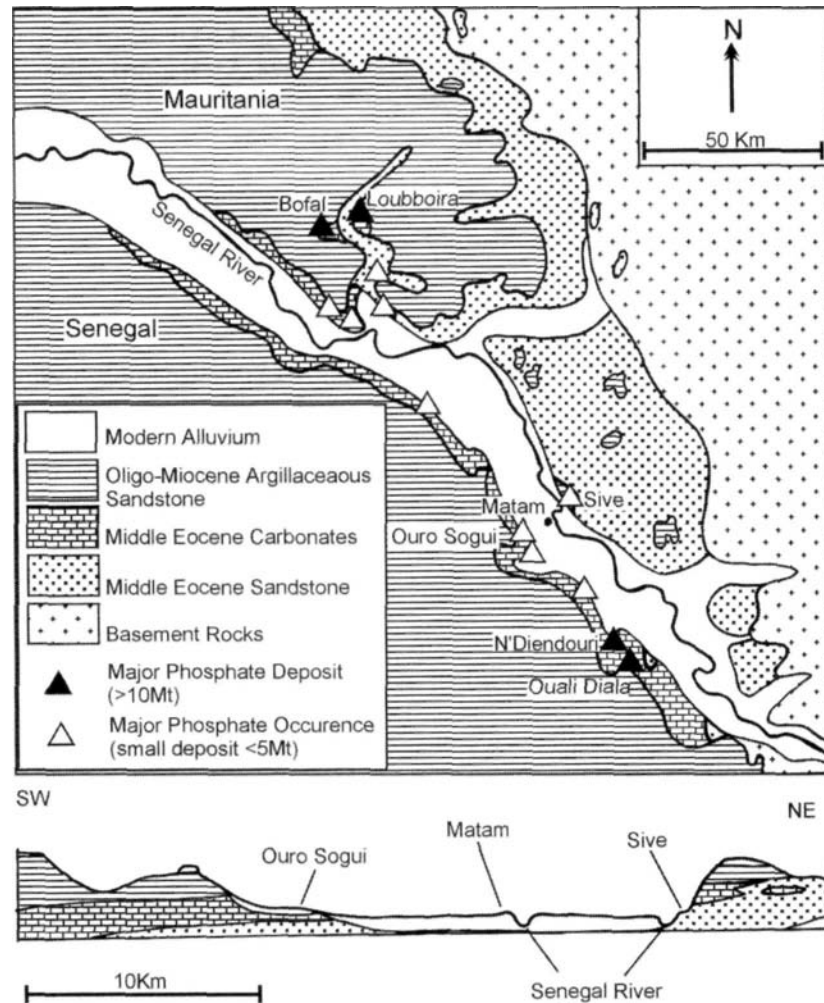 N
50 Km
Mauritania
Bofal
Loubboira
Senegal River
Senegal
Modern Alluvium
Oligo-Miocene Argillaceaous
Sandstone
Middle Eocene Carbonates
Middle Eocene Sandstone
Basement Rocks
Major Phosphate Deposit
(>10Mt)
Major Phosphate Occurence
(small deposit <5Mt)
Matam
Sive
Ouro Sogui
N'Diendouri
Ouali Diala
SW
NE
Ouro Sogui
Matam
Sive
10Km
Senegal River